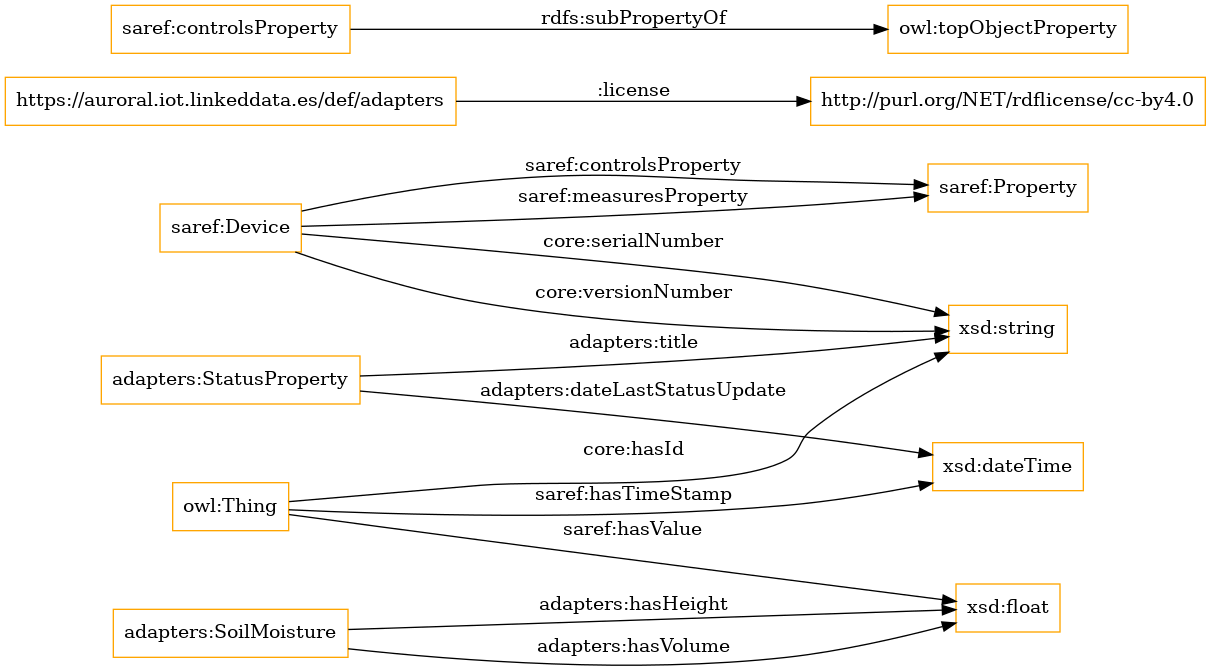 saref:controlsProperty
rdfs:subPropertyOf
owl:topObjectProperty
https://auroral.iot.linkeddata.es/def/adapters
:license
http://purl.org/NET/rdflicense/cc-by4.0
saref:controlsProperty
saref:Property
saref:measuresProperty
saref:Device
core:serialNumber
core:versionNumber
xsd:string
adapters:title
adapters:StatusProperty
adapters:dateLastStatusUpdate
core:hasId
xsd:dateTime
saref:hasTimeStamp
owl:Thing
saref:hasValue
adapters:hasHeight
xsd:float
adapters:SoilMoisture
adapters:hasVolume